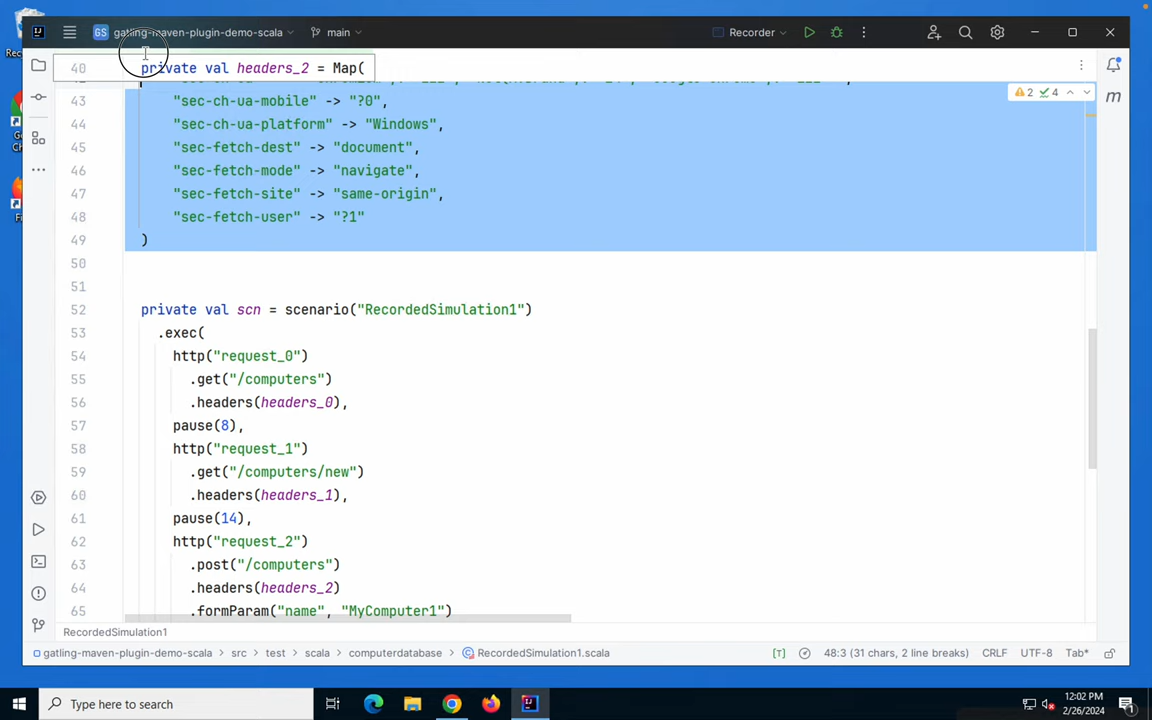 GS gatling-maven-plugin-demo-scala main Recorder
40 private val headers_2 = Map(
2 4
43 "sec-ch-ua-mobile" -> "?0",
44 "sec-ch-ua-platform" -> "Windows",
45 "sec-fetch-dest" -> "document",
46 "sec-fetch-mode" -> "navigate",
47 "sec-fetch-site" -> "same-origin",
48 "sec-fetch-user" -> "?1"
49 )
50
51
52 private val scn = scenario("RecordedSimulation1")
53 .exec(
54 http("request_0")
55 .get("/computers")
56 .headers(headers_0),
57 pause(8),
58 http("request_1")
59 .get("/computers/new")
60 .headers(headers_1),
61 pause(14),
62 http("request_2")
63 .post("/computers")
64 .headers(headers_2)
65 .formParam("name", "MyComputer1")
RecordedSimulation1
gatling-maven-plugin-demo-scala > src > test > scala > computerdatabase > RecordedSimulation1.scala [T] 48:3 (31 chars, 2 line breaks) CRLF UTF-8 Tab*
Type here to search
12:02 PM
2/26/2024
1